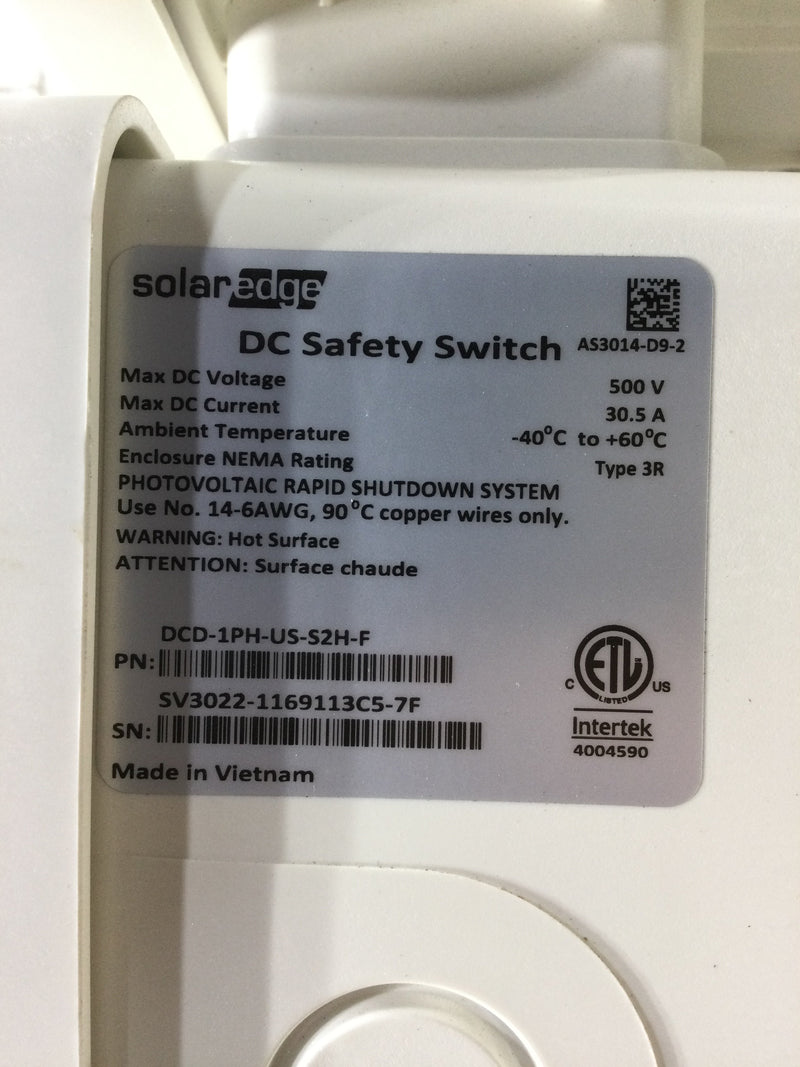 solaredge
DC Safety Switch AS3014-D9-2
Max DC Voltage 500 V
Max DC Current 30.5 A
Ambient Temperature -40°C to +60°C
Enclosure NEMA Rating Type 3R
PHOTOVOLTAIC RAPID SHUTDOWN SYSTEM
Use No. 14-6AWG, 90°C copper wires only.
WARNING: Hot Surface
ATTENTION: Surface chaude
DCD-1PH-US-S2H-F
PN:
SV3022-1169113C5-7F
SN:
Made in Vietnam
ETL
C LISTED US
Intertek
4004590